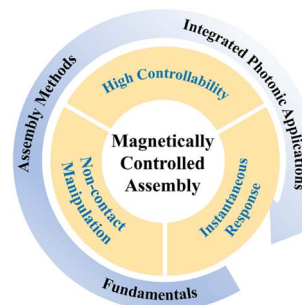 Assembly Methods
Integrated Photonic Applications
High Controllability
Magnetically
Controlled
Assembly
Non-contact
Manipulation
Instantaneous
Response
Fundamentals